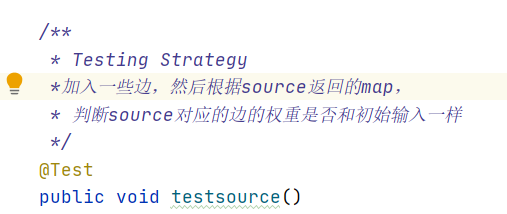 /**
* Testing Strategy
*加入一些边，然后根据source返回的map，
* 判断source对应的边的权重是否和初始输入一样
*/
@Test
public void testsource()